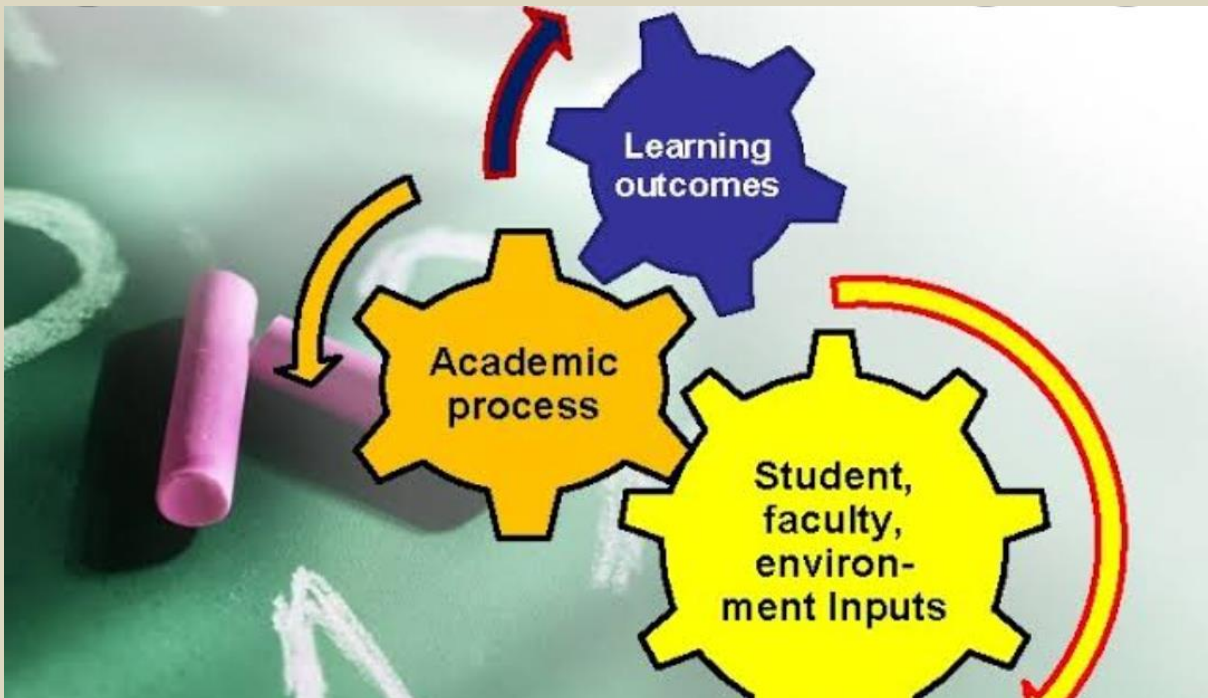 Learning
outcomes
Academic
process
Student,
faculty,
environ-
ment Inputs